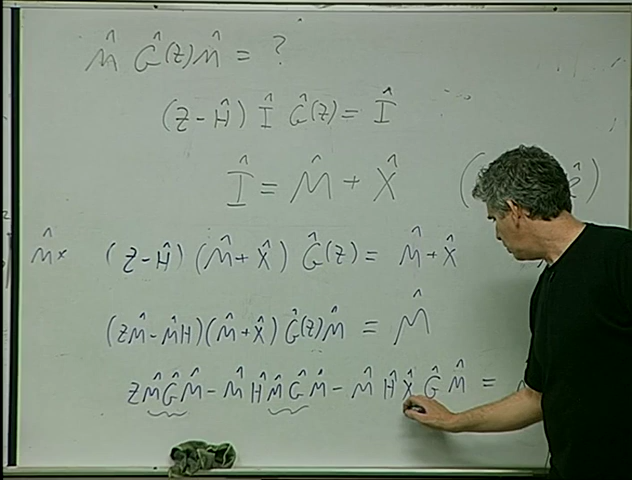 M̂ Ĝ(z) M̂ = ?
(z - Ĥ) Î Ĝ(z) = Î
Î = M̂ + X̂ (
M̂ × (z - Ĥ) (M̂ + X̂) Ĝ(z) = M̂ + X̂
(zM̂ - M̂H)(M̂ + X̂) Ĝ(z) M̂ = M̂
zM̂ĜM̂ - M̂ĤM̂ĜM̂ - M̂ĤX̂ĜM̂ =